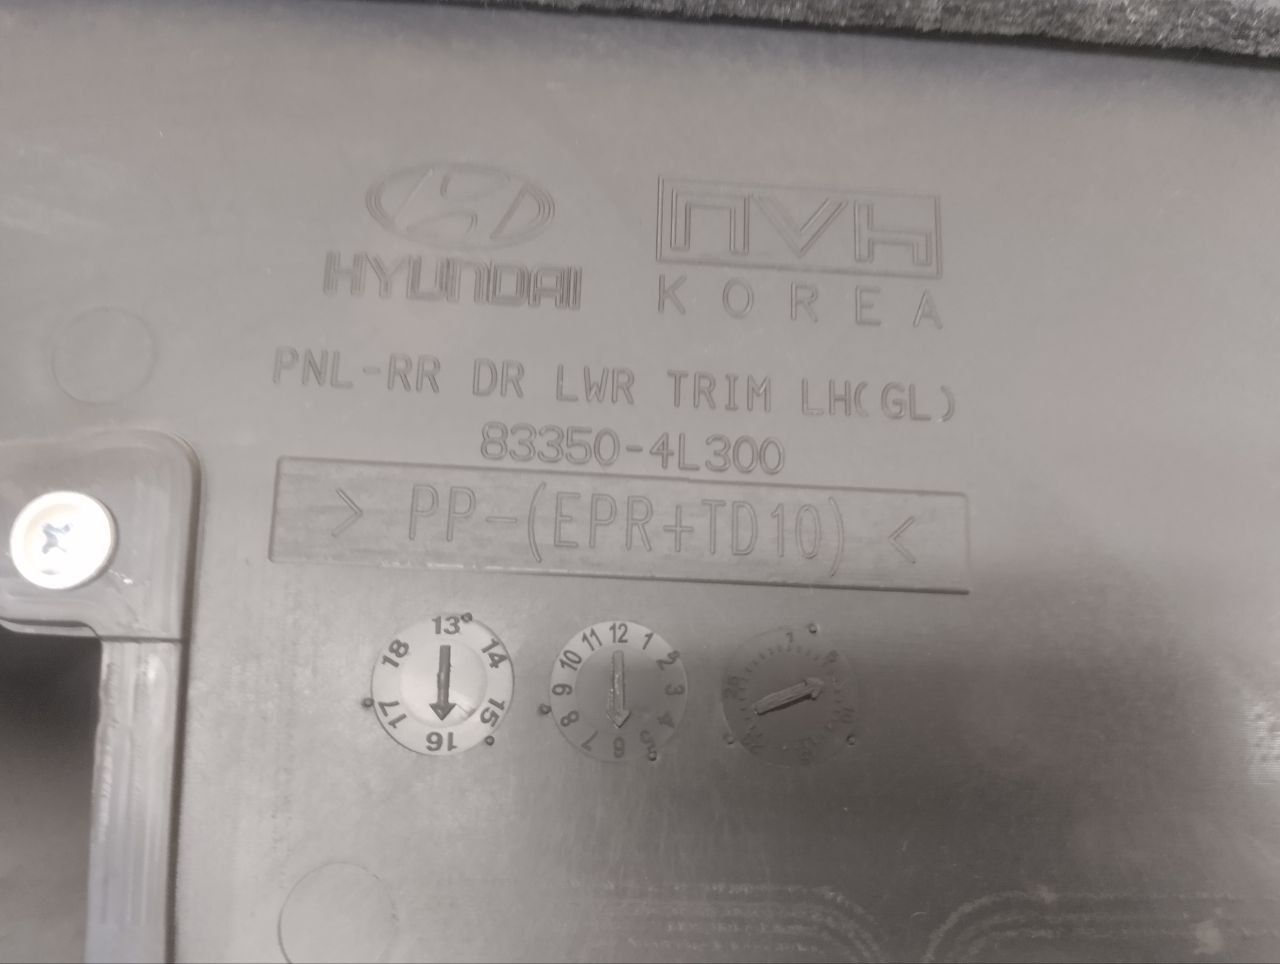 HYUNDAI
NVH
KOREA
PNL-RR DR LWR TRIM LH(GL)
83350-4L300
> PP-(EPR+TD10) <
13 14 15 16 17 18
12 1 2 3 4 5 6 7 8 9 10 11